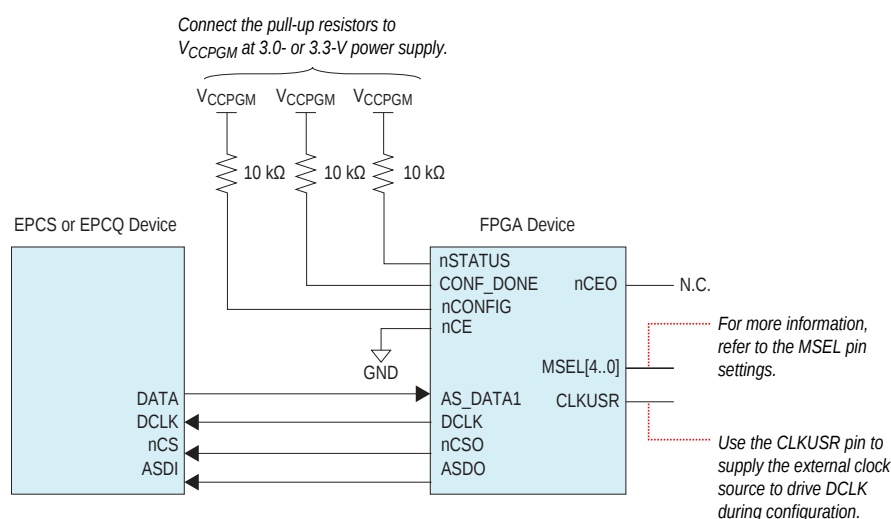 Connect the pull-up resistors to
VCCPGM at 3.0- or 3.3-V power supply.
VCCPGM VCCPGM VCCPGM
10 kΩ 10 kΩ 10 kΩ
EPCS or EPCQ Device
FPGA Device
nSTATUS
CONF_DONE
nCONFIG
nCE
nCEO
N.C.
GND
MSEL[4..0]
For more information,
refer to the MSEL pin
settings.
DATA
DCLK
nCS
ASDI
AS_DATA1
DCLK
nCSO
ASDO
CLKUSR
Use the CLKUSR pin to
supply the external clock
source to drive DCLK
during configuration.